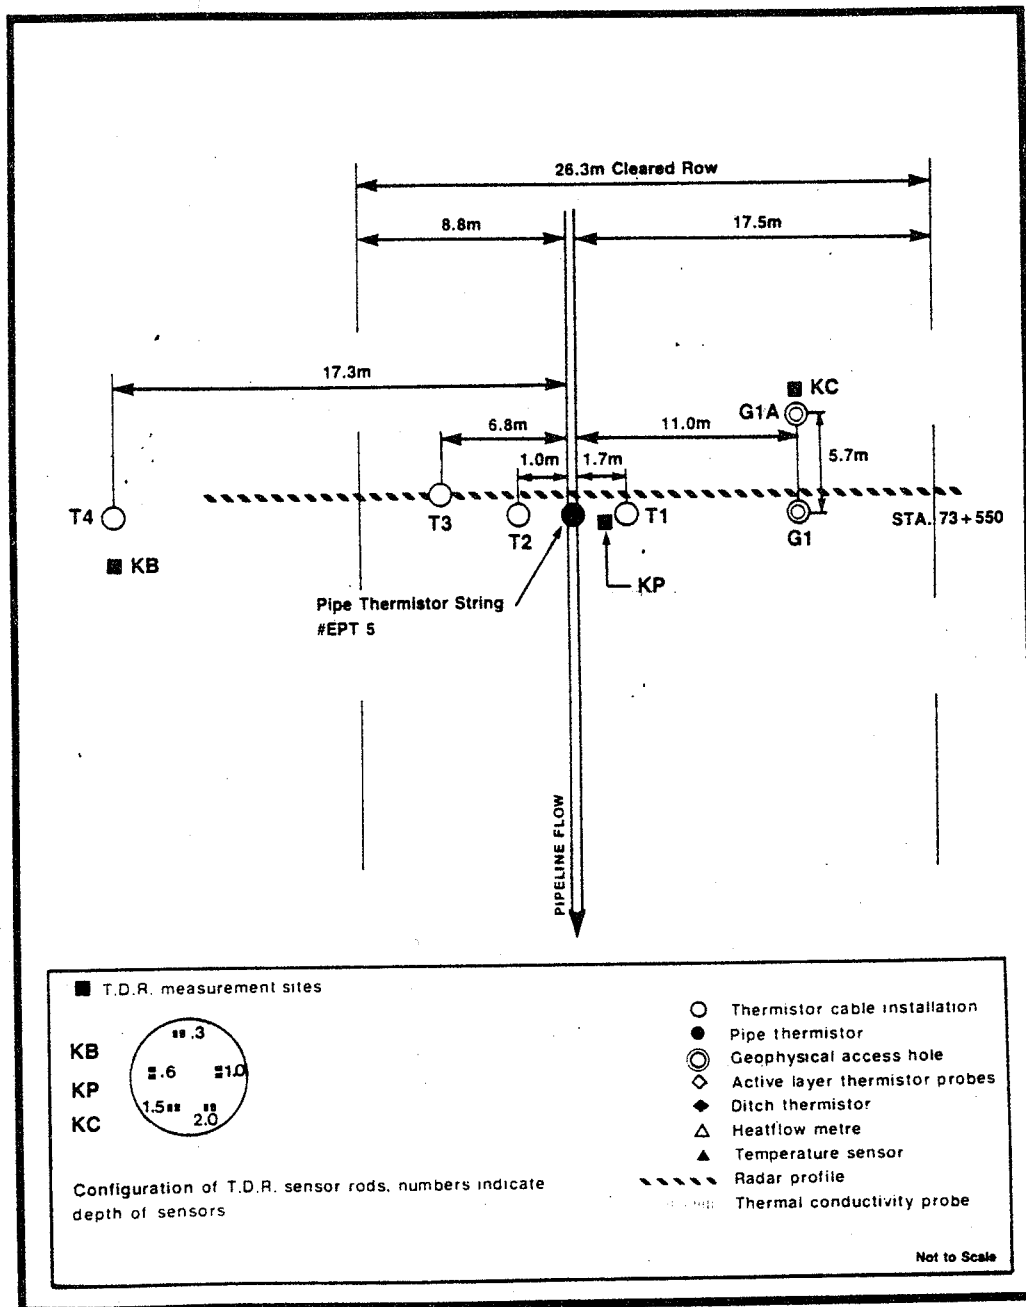 26.3m Cleared Row
8.8m
17.5m
17.3m
KC
G1A
6.8m
11.0m
5.7m
1.0m
1.7m
T4
T3
T2
T1
G1
STA. 73+550
KB
KP
Pipe Thermistor String
#EPT 5
PIPELINE FLOW
T.D.R. measurement sites
KB
KP
KC
.3
.6
1.0
1.5
2.0
Configuration of T.D.R. sensor rods, numbers indicate
depth of sensors
Thermistor cable installation
Pipe thermistor
Geophysical access hole
Active layer thermistor probes
Ditch thermistor
Heatflow metre
Temperature sensor
Radar profile
Thermal conductivity probe
Not to Scale